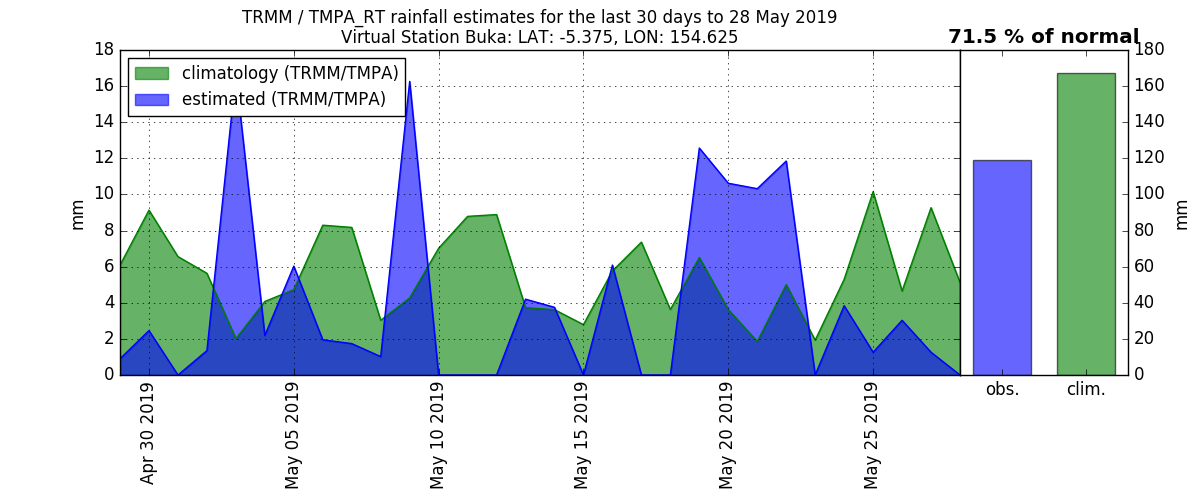 TRMM / TMPA_RT rainfall estimates for the last 30 days to 28 May 2019
Virtual Station Buka: LAT: -5.375, LON: 154.625
71.5 % of normal
climatology (TRMM/TMPA)
estimated (TRMM/TMPA)
18
16
14
12
10
8
6
4
2
0
mm
Apr 30 2019
May 05 2019
May 10 2019
May 15 2019
May 20 2019
May 25 2019
180
160
140
120
100
80
60
40
20
0
mm
obs.
clim.